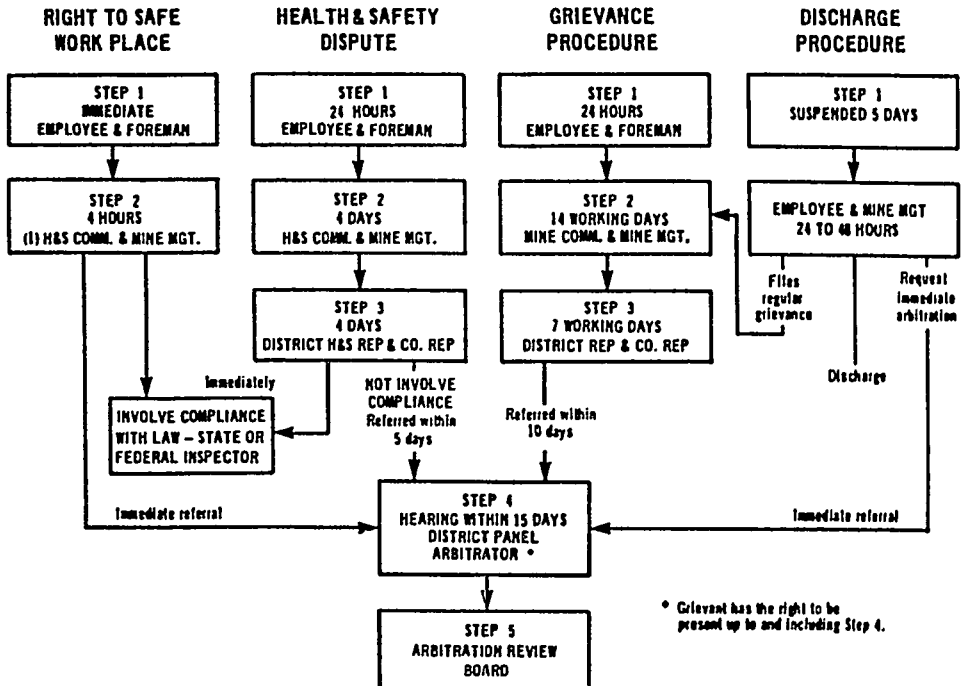 RIGHT TO SAFE
WORK PLACE
HEALTH & SAFETY
DISPUTE
GRIEVANCE
PROCEDURE
DISCHARGE
PROCEDURE
STEP 1
IMMEDIATE
EMPLOYEE & FOREMAN
STEP 1
24 HOURS
EMPLOYEE & FOREMAN
STEP 1
24 HOURS
EMPLOYEE & FOREMAN
STEP 1
SUSPENDED 5 DAYS
STEP 2
4 HOURS
(1) H&S COMM. & MINE MGT.
STEP 2
4 DAYS
H&S COMM. & MINE MGT.
STEP 2
14 WORKING DAYS
MINE COMM. & MINE MGT.
EMPLOYEE & MINE MGT
24 TO 48 HOURS
STEP 3
4 DAYS
DISTRICT H&S REP & CO. REP
STEP 3
7 WORKING DAYS
DISTRICT REP & CO. REP
Files
regular
grievance
Request
immediate
arbitration
Discharge
Immediately
NOT INVOLVE
COMPLIANCE
Referred within
5 days
Referred within
10 days
INVOLVE COMPLIANCE
WITH LAW – STATE OR
FEDERAL INSPECTOR
Immediate referral
STEP 4
HEARING WITHIN 15 DAYS
DISTRICT PANEL
ARBITRATOR *
Immediate referral
STEP 5
ARBITRATION REVIEW
BOARD
* Grievant has the right to be
present up to and including Step 4.